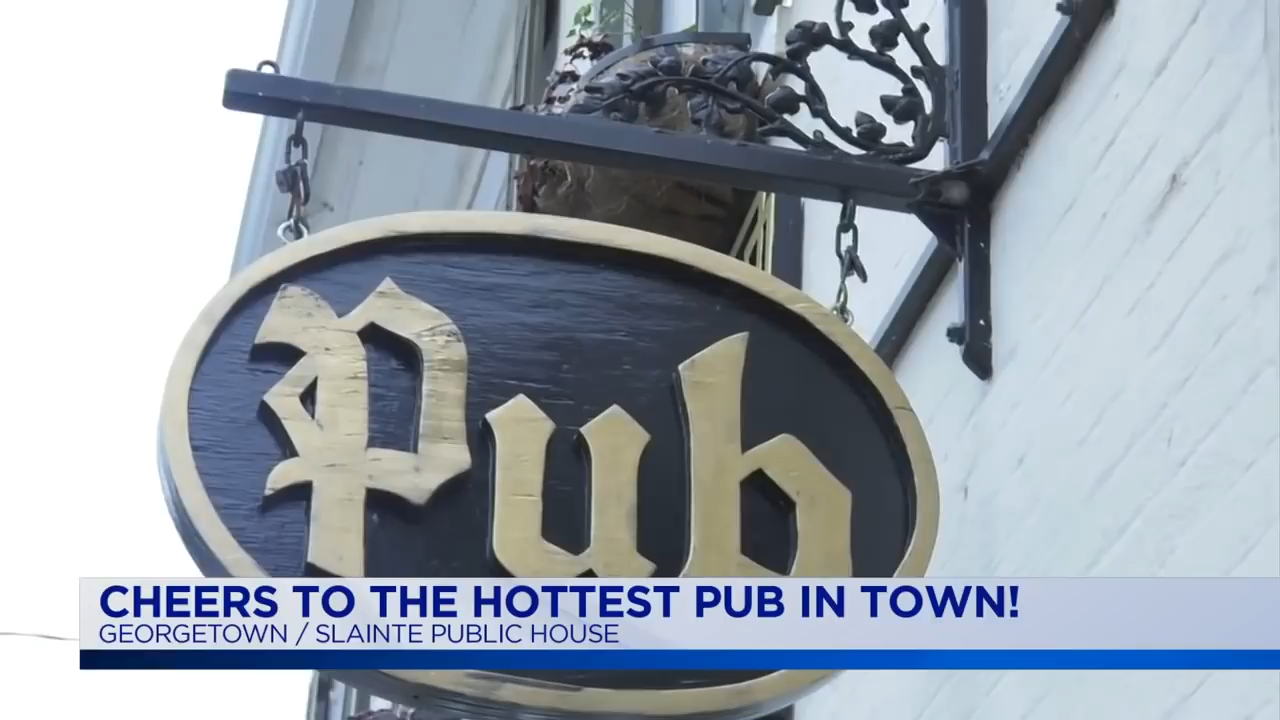 Pub
CHEERS TO THE HOTTEST PUB IN TOWN!
GEORGETOWN / SLAINTE PUBLIC HOUSE